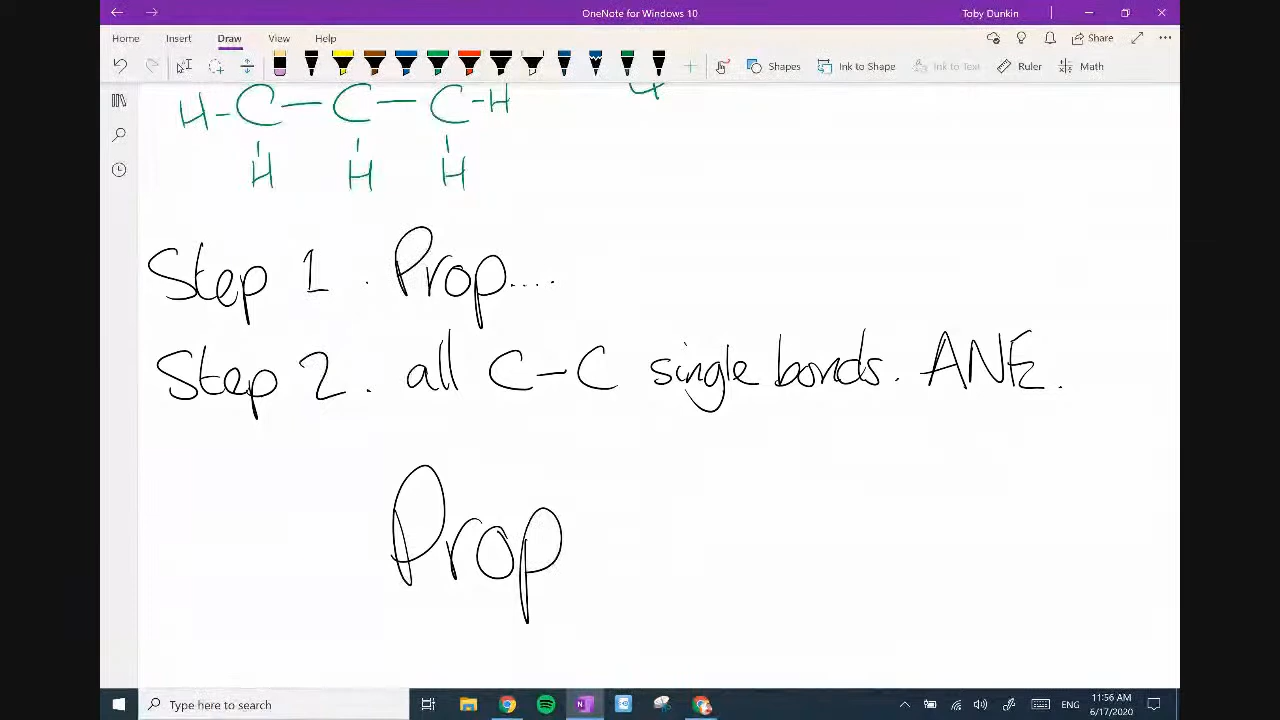 OneNote for Windows 10
Toby Dunkin
Home Insert Draw View Help
Share
Shapes Ink to Shape Ink to Text Ruler Math
H-C—C—C-H
H H H
Step 1. Prop....
Step 2. all C-C single bonds. ANE.
Prop
Type here to search
ENG
11:56 AM
6/17/2020